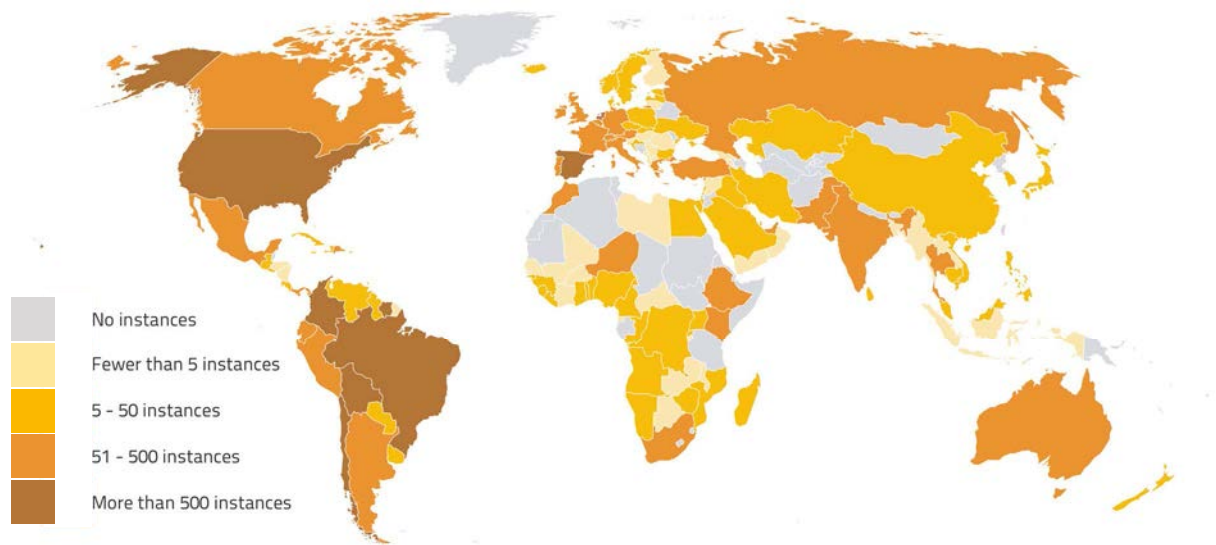 No instances
Fewer than 5 instances
5 - 50 instances
51 - 500 instances
More than 500 instances